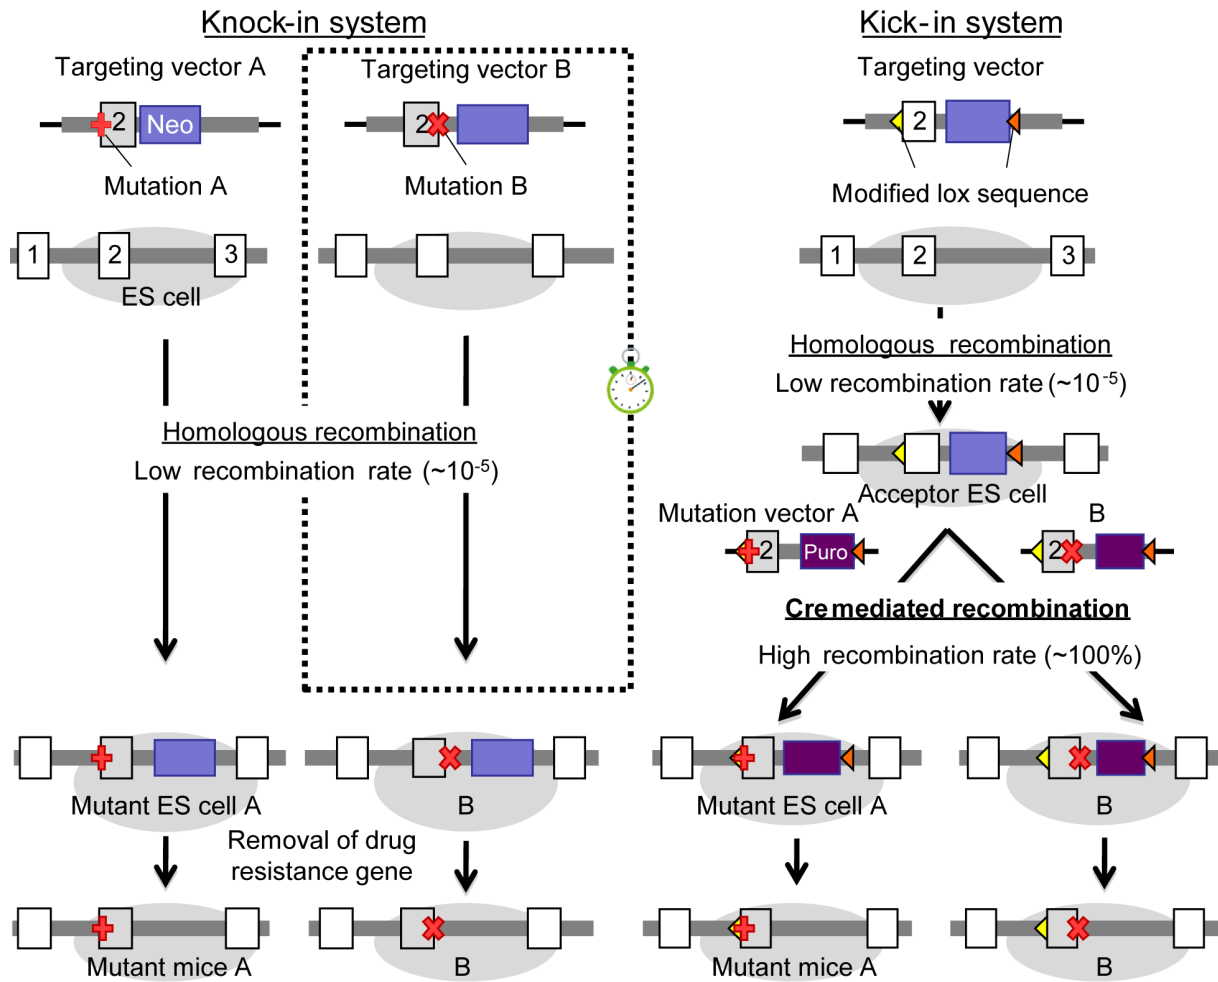 Knock-in system
Targeting vector A
Targeting vector B
2
Neo
2
Mutation A
Mutation B
1
2
3
ES cell
Homologous recombination
Low recombination rate (~10-5)
Mutant ES cell A
B
Removal of drug
resistance gene
Mutant mice A
B
Kick-in system
Targeting vector
2
Modified lox sequence
1
2
3
Homologous recombination
Low recombination rate (~10-5)
Acceptor ES cell
Mutation vector A
B
2
Puro
2
Cre mediated recombination
High recombination rate (~100%)
Mutant ES cell A
B
Mutant mice A
B